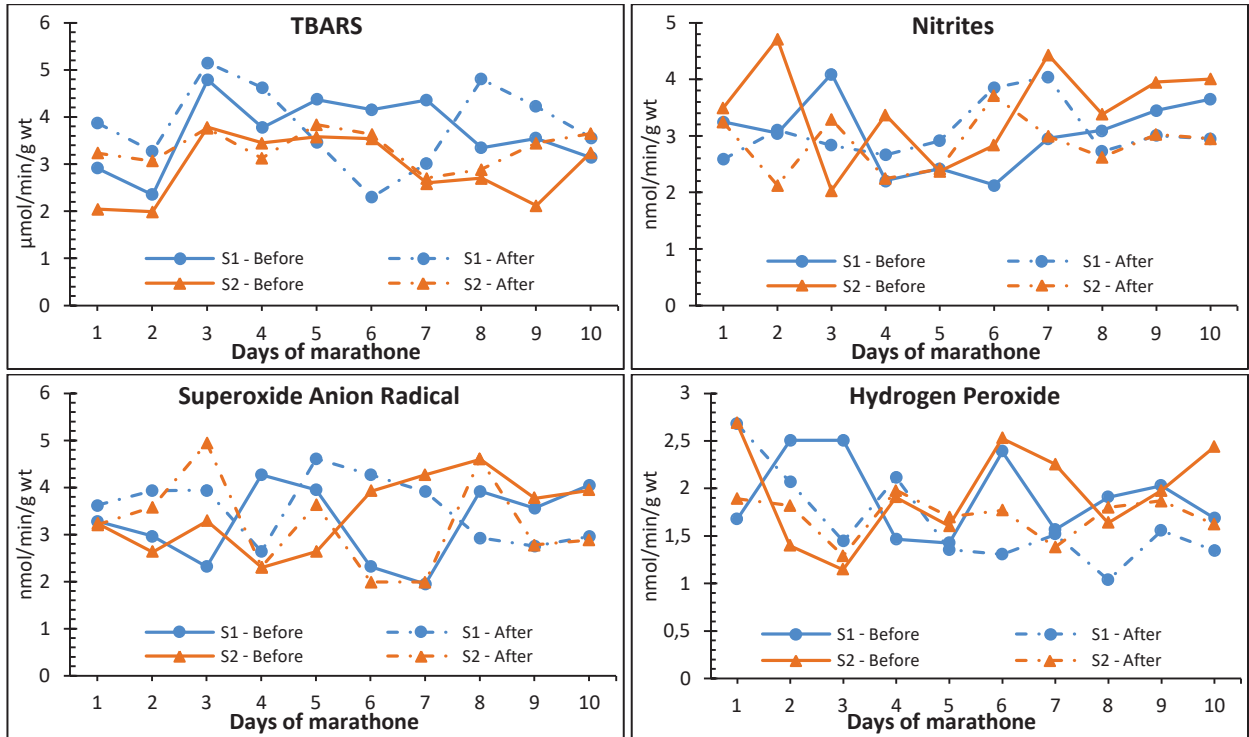 TBARS
μmol/min/g wt
6
5
4
3
2
1
0
S1 - Before
S1 - After
S2 - Before
S2 - After
1 2 3 4 5 6 7 8 9 10
Days of marathone
Nitrites
nmol/min/g wt
5
4
3
2
1
0
S1 - Before
S1 - After
S2 - Before
S2 - After
1 2 3 4 5 6 7 8 9 10
Days of marathone
Superoxide Anion Radical
nmol/min/g wt
6
5
4
3
2
1
0
S1 - Before
S1 - After
S2 - Before
S2 - After
1 2 3 4 5 6 7 8 9 10
Days of marathone
Hydrogen Peroxide
nmol/min/g wt
3
2,5
2
1,5
1
0,5
0
S1 - Before
S1 - After
S2 - Before
S2 - After
1 2 3 4 5 6 7 8 9 10
Days of marathone